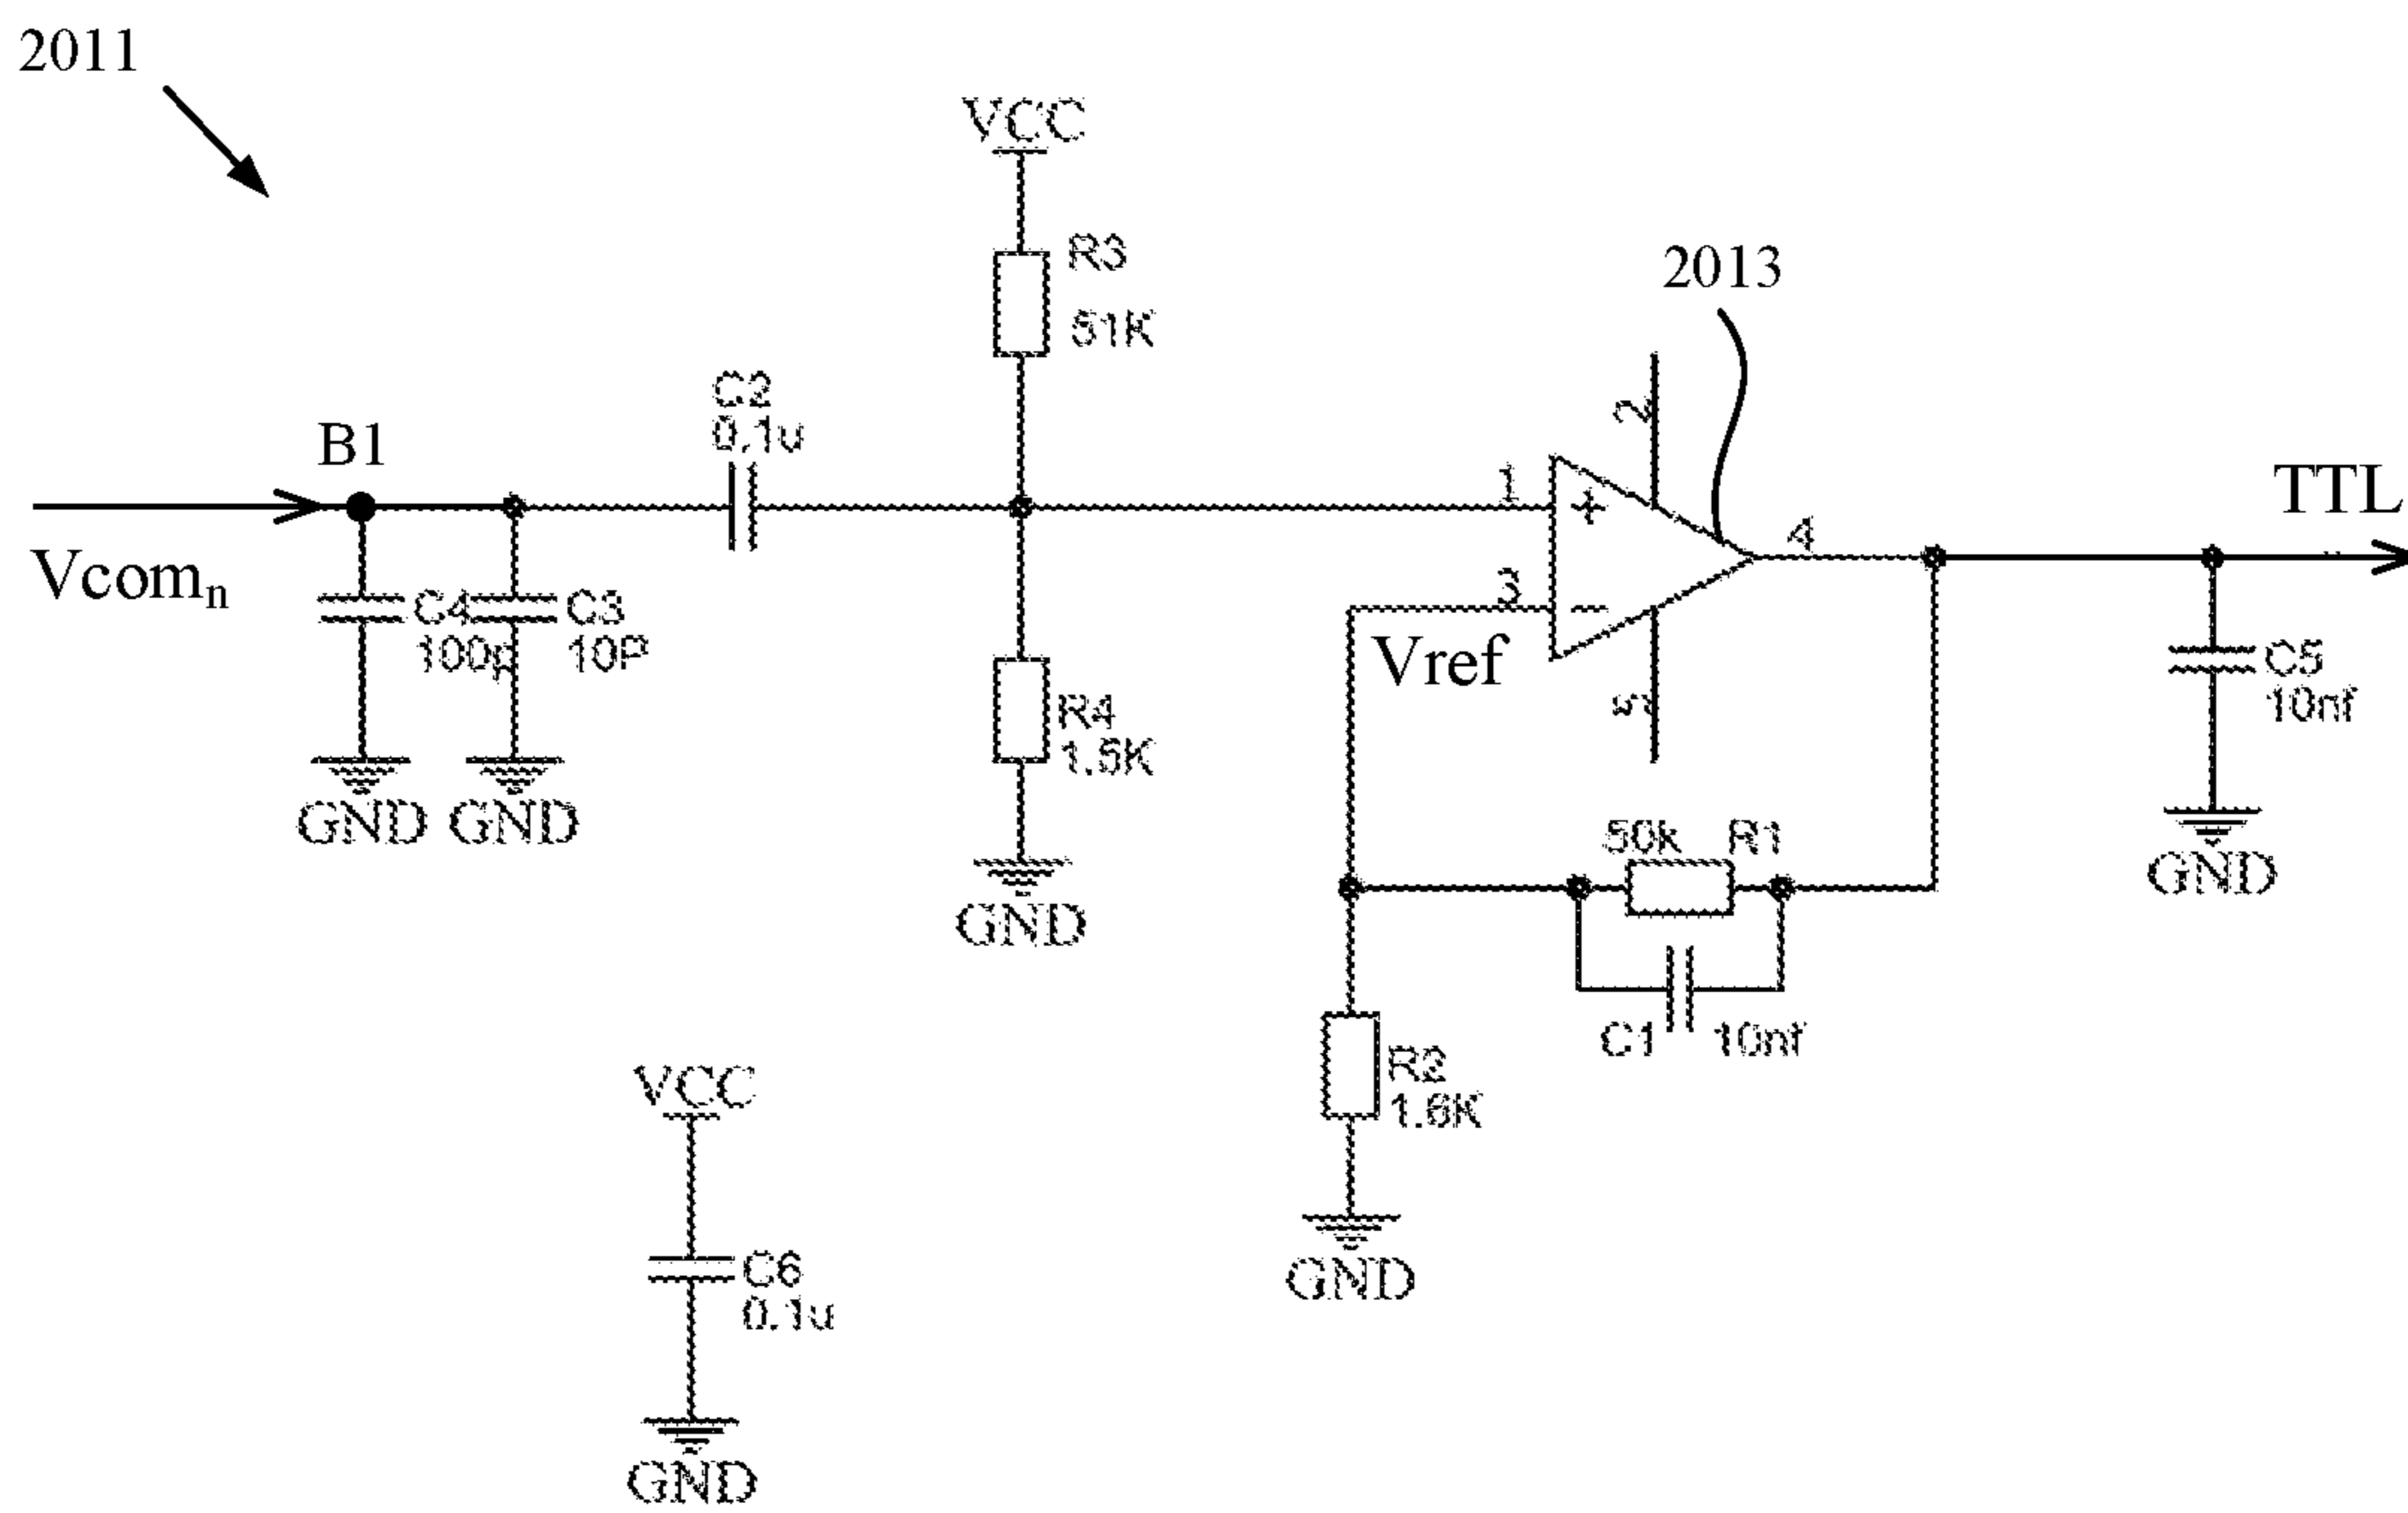 2011
VCC
R3
51K
2013
C2
0.1u
B1
2
1
+
TTL
4
Vcomn
C4
100p
C3
10P
3
−
Vref
R4
1.5K
5
C5
10nf
GND
GND
GND
50k
R1
GND
C1
10nf
R2
1.6K
VCC
GND
C6
0.1u
GND